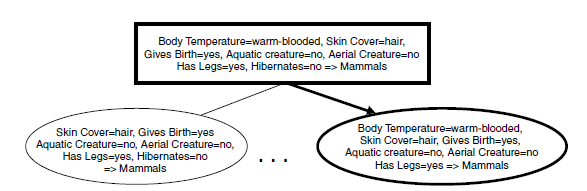 Body Temperature=warm-blooded, Skin Cover=hair,
Gives Birth=yes, Aquatic creature=no, Aerial Creature=no
Has Legs=yes, Hibernates=no => Mammals
Skin Cover=hair, Gives Birth=yes
Aquatic Creature=no, Aerial Creature=no,
Has Legs=yes, Hibernates=no
=> Mammals
. . .
Body Temperature=warm-blooded,
Skin Cover=hair, Gives Birth=yes,
Aquatic creature=no, Aerial Creature=no
Has Legs=yes => Mammals